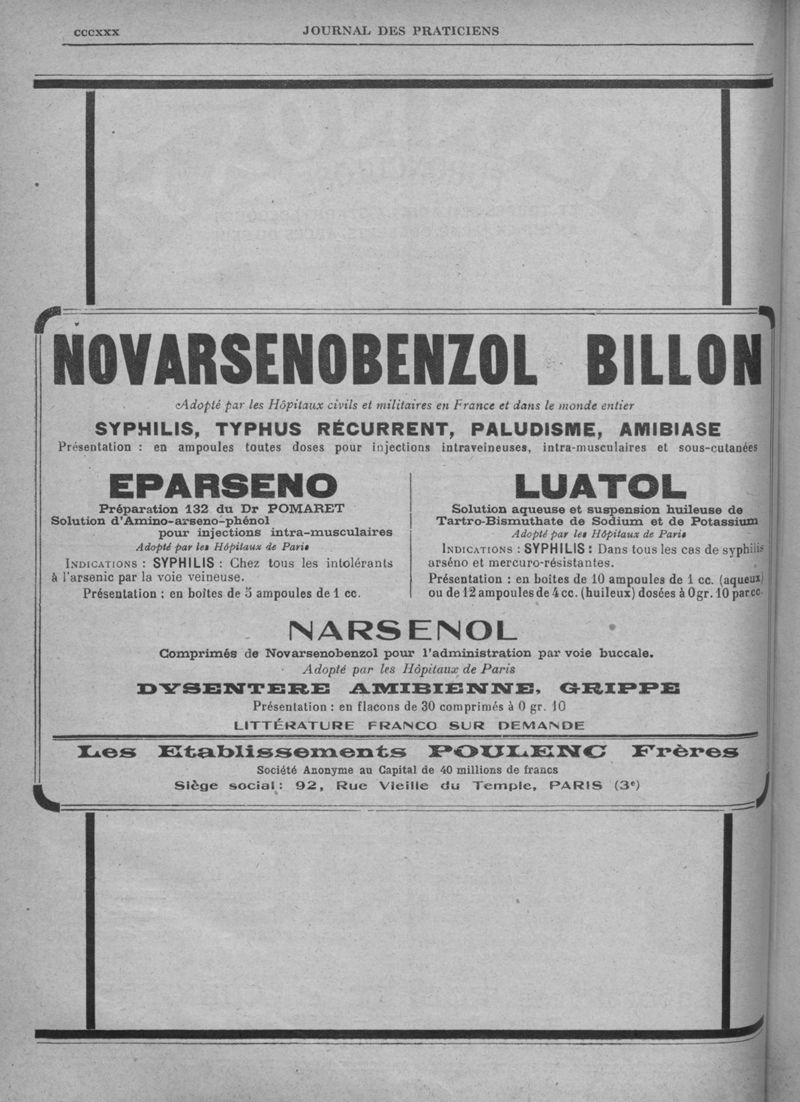 cccxxx
JOURNAL DES PRATICIENS
NOVARSENOBENZOL BILLON
Adopté par les Hôpitaux civils et militaires en France et dans le monde entier
SYPHILIS, TYPHUS RÉCURRENT, PALUDISME, AMIBIASE
Présentation : en ampoules toutes doses pour injections intraveineuses, intra-musculaires et sous-cutanées
EPARSENO
Préparation 132 du Dr POMARET
Solution d'Amino-arseno-phénol
pour injections intra-musculaires
Adopté par les Hôpitaux de Paris
INDICATIONS : SYPHILIS : Chez tous les intolérants
à l'arsenic par la voie veineuse.
Présentation : en boîtes de 5 ampoules de 1 cc.
LUATOL
Solution aqueuse et suspension huileuse de
Tartro-Bismuthate de Sodium et de Potassium
Adopté par les Hôpitaux de Paris
INDICATIONS : SYPHILIS : Dans tous les cas de syphilis
arséno et mercuro-résistantes.
Présentation : en boîtes de 10 ampoules de 1 cc. (aqueux)
ou de 12 ampoules de 4 cc. (huileux) dosées à 0 gr. 10 par cc.
NARSENOL
Comprimés de Novarsenobenzol pour l'administration par voie buccale.
Adopté par les Hôpitaux de Paris
DYSENTERE AMIBIENNE, GRIPPE
Présentation : en flacons de 30 comprimés à 0 gr. 10
LITTÉRATURE FRANCO SUR DEMANDE
Les Etablissements POULENC Frères
Société Anonyme au Capital de 40 millions de francs
Siège social : 92, Rue Vieille du Temple, PARIS (3e)